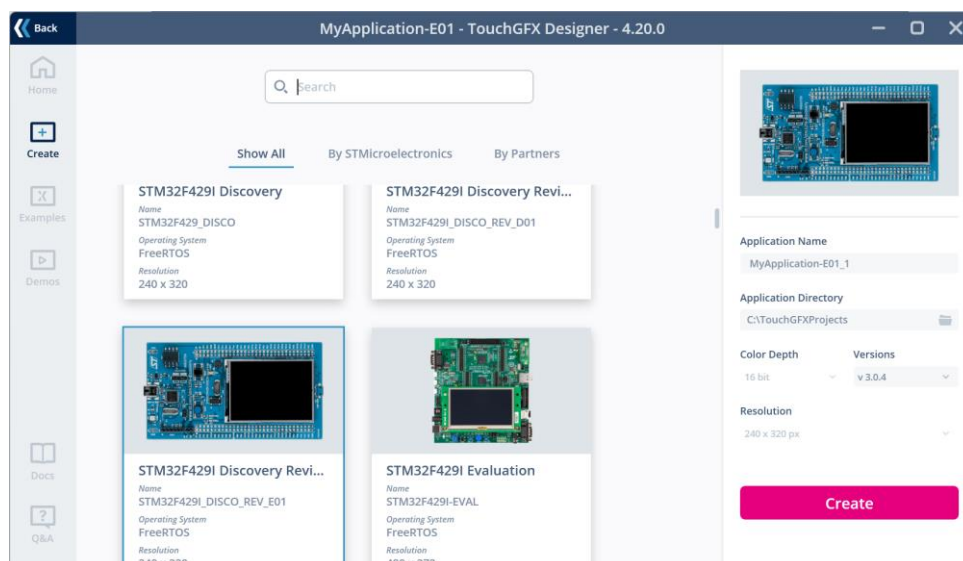 Back
MyApplication-E01 - TouchGFX Designer - 4.20.0
Home
Create
Examples
Demos
Docs
Q&A
Search
Show All
By STMicroelectronics
By Partners
STM32F429I Discovery
Name
STM32F429_DISCO
Operating System
FreeRTOS
Resolution
240 x 320
STM32F429I Discovery Revi...
Name
STM32F429I_DISCO_REV_D01
Operating System
FreeRTOS
Resolution
240 x 320
STM32F429I Discovery Revi...
Name
STM32F429I_DISCO_REV_E01
Operating System
FreeRTOS
Resolution
STM32F429I Evaluation
Name
STM32F429I-EVAL
Operating System
FreeRTOS
Resolution
Application Name
MyApplication-E01_1
Application Directory
C:\TouchGFXProjects
Color Depth
16 bit
Versions
v 3.0.4
Resolution
240 x 320 px
Create